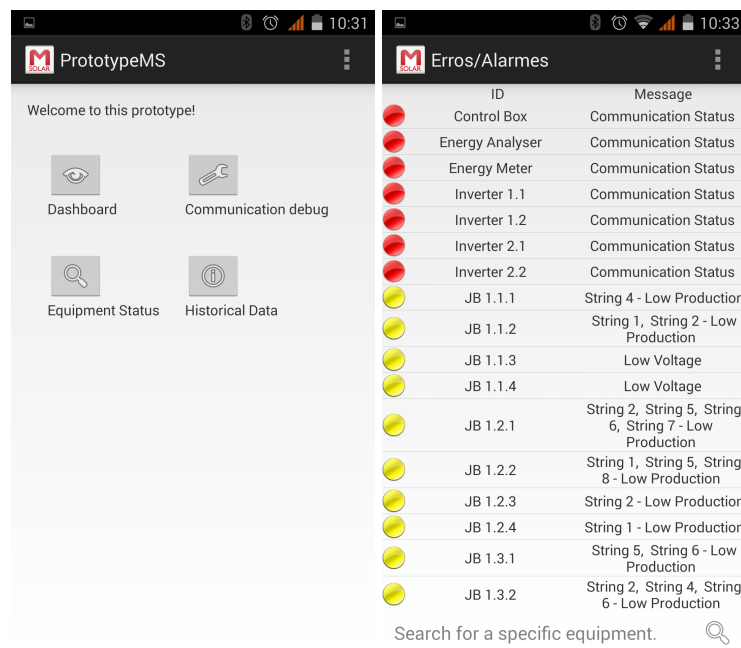 10:31
M
SOLAR
PrototypeMS
Welcome to this prototype!
Dashboard
Communication debug
Equipment Status
Historical Data
10:33
M
SOLAR
Erros/Alarmes
ID Message
Control Box Communication Status
Energy Analyser Communication Status
Energy Meter Communication Status
Inverter 1.1 Communication Status
Inverter 1.2 Communication Status
Inverter 2.1 Communication Status
Inverter 2.2 Communication Status
JB 1.1.1 String 4 - Low Production
JB 1.1.2 String 1, String 2 - Low
Production
JB 1.1.3 Low Voltage
JB 1.1.4 Low Voltage
JB 1.2.1 String 2, String 5, String
6, String 7 - Low
Production
JB 1.2.2 String 1, String 5, String
8 - Low Production
JB 1.2.3 String 2 - Low Production
JB 1.2.4 String 1 - Low Production
JB 1.3.1 String 5, String 6 - Low
Production
JB 1.3.2 String 2, String 4, String
6 - Low Production
Search for a specific equipment.